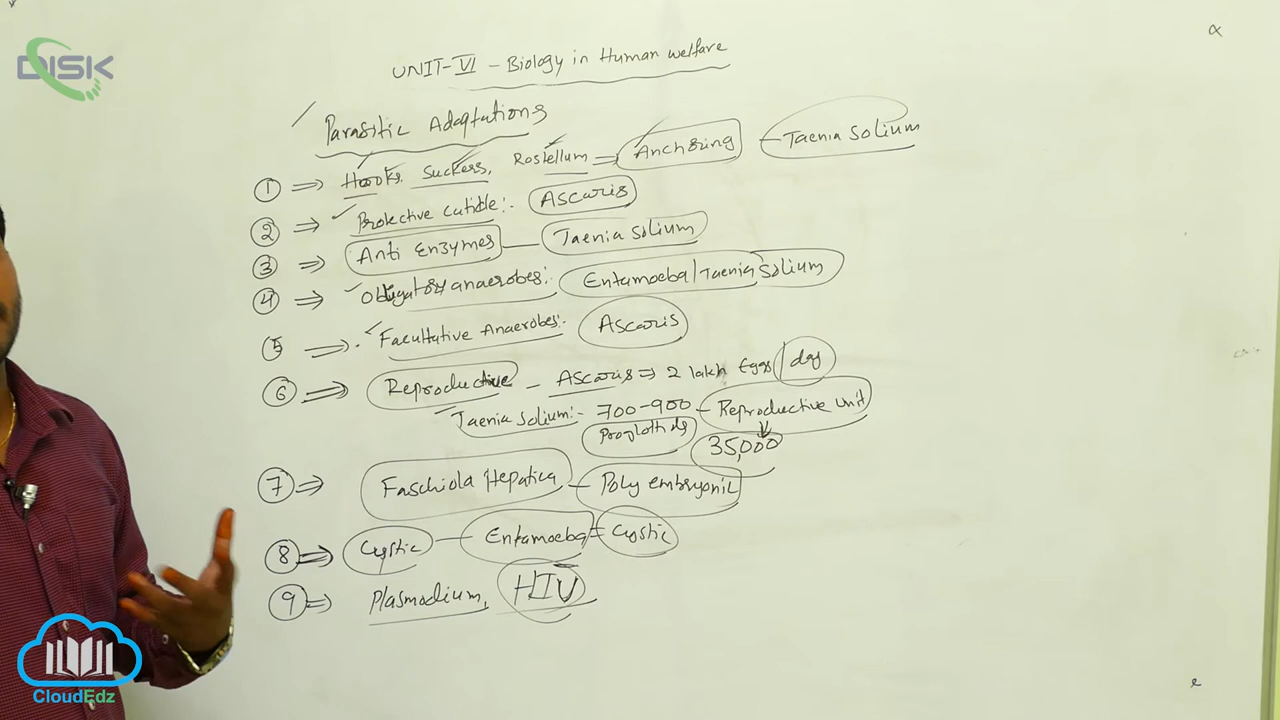 DISK
UNIT-VI - Biology in Human welfare
Parasitic Adaptations
① ⇒ Hooks, Suckers, Rostellum ⇒ Anchoring - Taenia Solium
② ⇒ Protective Cuticle:- Ascaris
③ ⇒ Anti Enzymes - Taenia Solium
④ ⇒ Obligatory anaerobes:- Entamoeba/Taenia Solium
⑤ ⇒ Facultative Anaerobes:- Ascaris
⑥ ⇒ Reproductive - Ascaris ⇒ 2 lakh Eggs/day
Taenia Solium:- 700-900 - Reproductive unit
Proglottids 35,000
⑦ ⇒ Faschiola Hepatica - Poly embryonic
⑧ ⇒ Cystic - Entamoeba = Cystic
⑨ ⇒ Plasmodium, HIV
CloudEdz